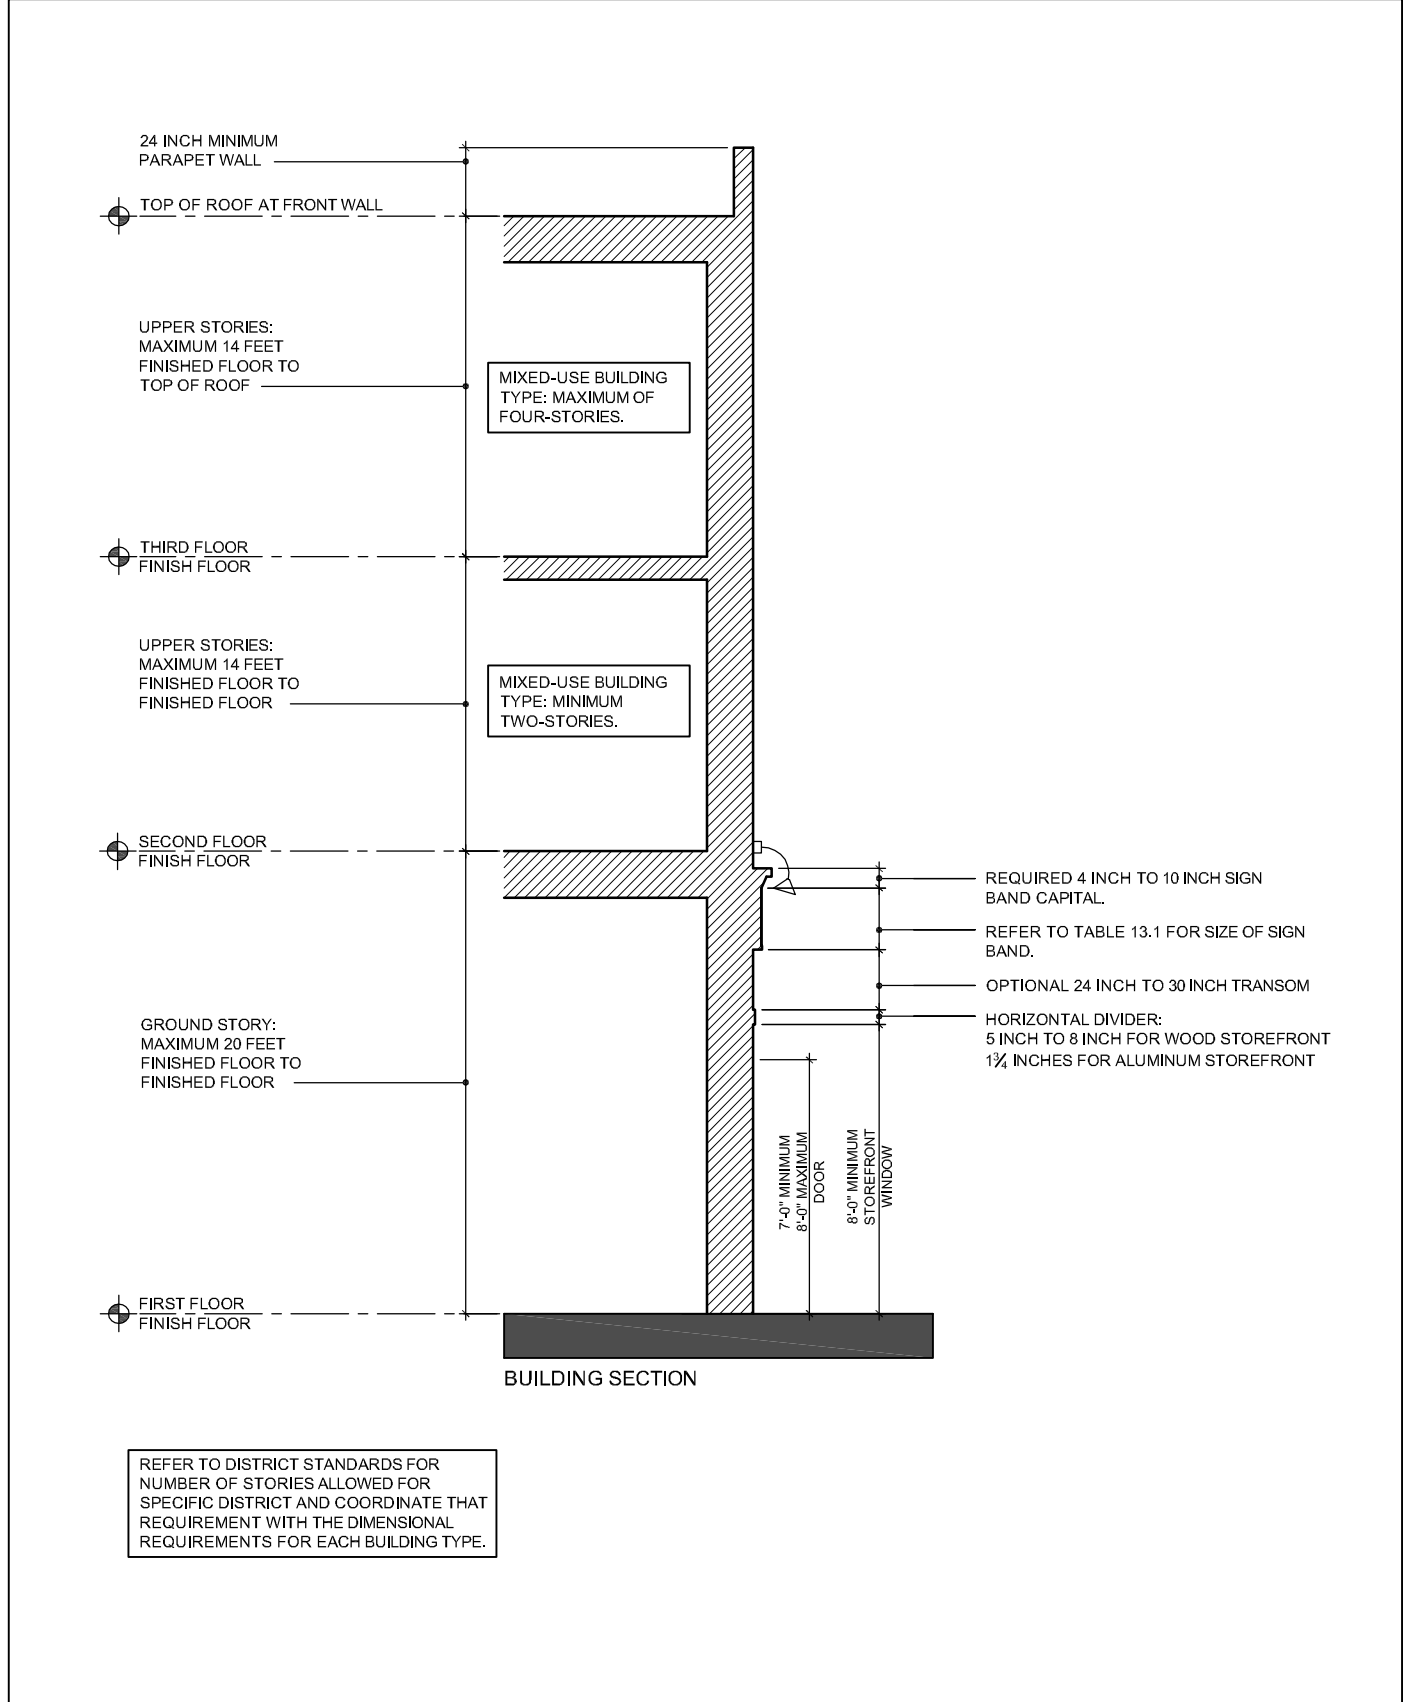 24 INCH MINIMUM
PARAPET WALL
TOP OF ROOF AT FRONT WALL
UPPER STORIES:
MAXIMUM 14 FEET
FINISHED FLOOR TO
TOP OF ROOF
MIXED-USE BUILDING
TYPE: MAXIMUM OF
FOUR-STORIES.
THIRD FLOOR
FINISH FLOOR
UPPER STORIES:
MAXIMUM 14 FEET
FINISHED FLOOR TO
FINISHED FLOOR
MIXED-USE BUILDING
TYPE: MINIMUM
TWO-STORIES.
SECOND FLOOR
FINISH FLOOR
REQUIRED 4 INCH TO 10 INCH SIGN
BAND CAPITAL.
REFER TO TABLE 13.1 FOR SIZE OF SIGN
BAND.
OPTIONAL 24 INCH TO 30 INCH TRANSOM
HORIZONTAL DIVIDER:
5 INCH TO 8 INCH FOR WOOD STOREFRONT
1¾ INCHES FOR ALUMINUM STOREFRONT
GROUND STORY:
MAXIMUM 20 FEET
FINISHED FLOOR TO
FINISHED FLOOR
7'-0" MINIMUM
8'-0" MAXIMUM
DOOR
8'-0" MINIMUM
STOREFRONT
WINDOW
FIRST FLOOR
FINISH FLOOR
BUILDING SECTION
REFER TO DISTRICT STANDARDS FOR
NUMBER OF STORIES ALLOWED FOR
SPECIFIC DISTRICT AND COORDINATE THAT
REQUIREMENT WITH THE DIMENSIONAL
REQUIREMENTS FOR EACH BUILDING TYPE.